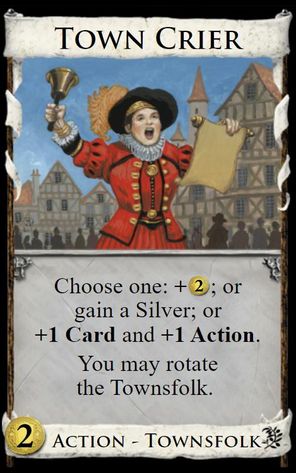 TOWN CRIER
Choose one: +2; or
gain a Silver; or
+1 Card and +1 Action.
You may rotate
the Townsfolk.
2 ACTION - TOWNSFOLK